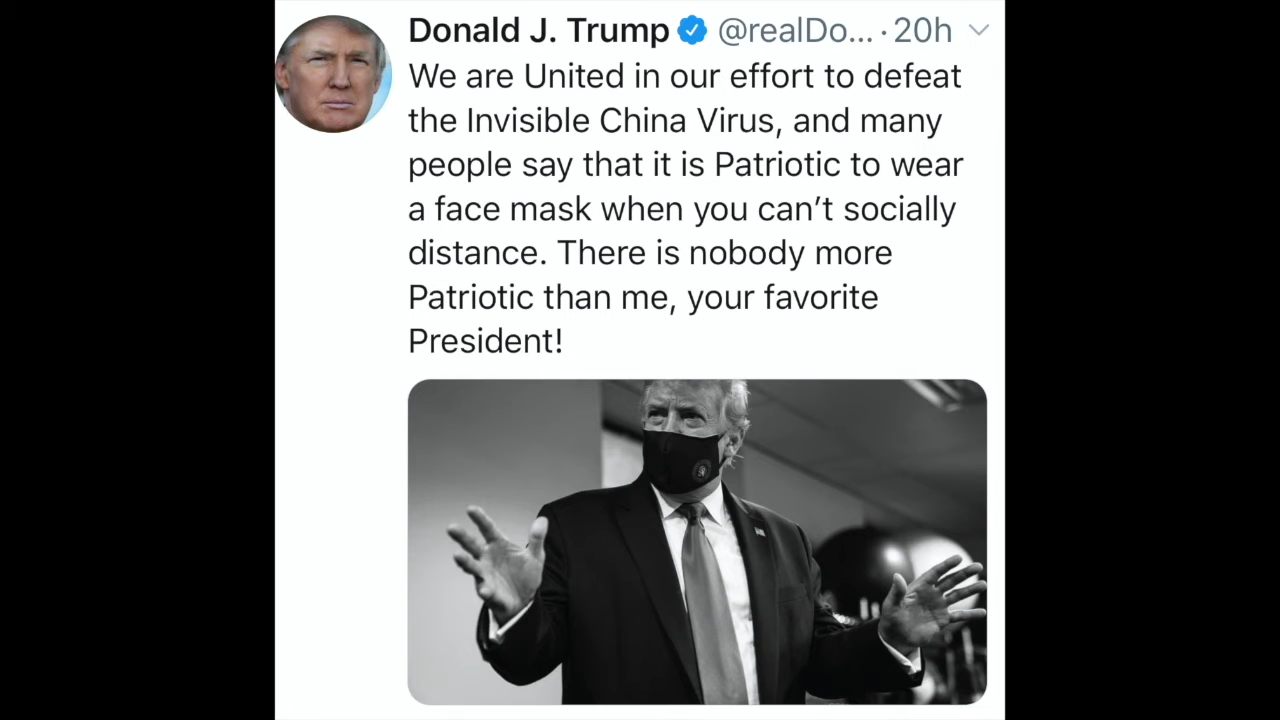 Donald J. Trump @realDo... · 20h
We are United in our effort to defeat
the Invisible China Virus, and many
people say that it is Patriotic to wear
a face mask when you can’t socially
distance. There is nobody more
Patriotic than me, your favorite
President!